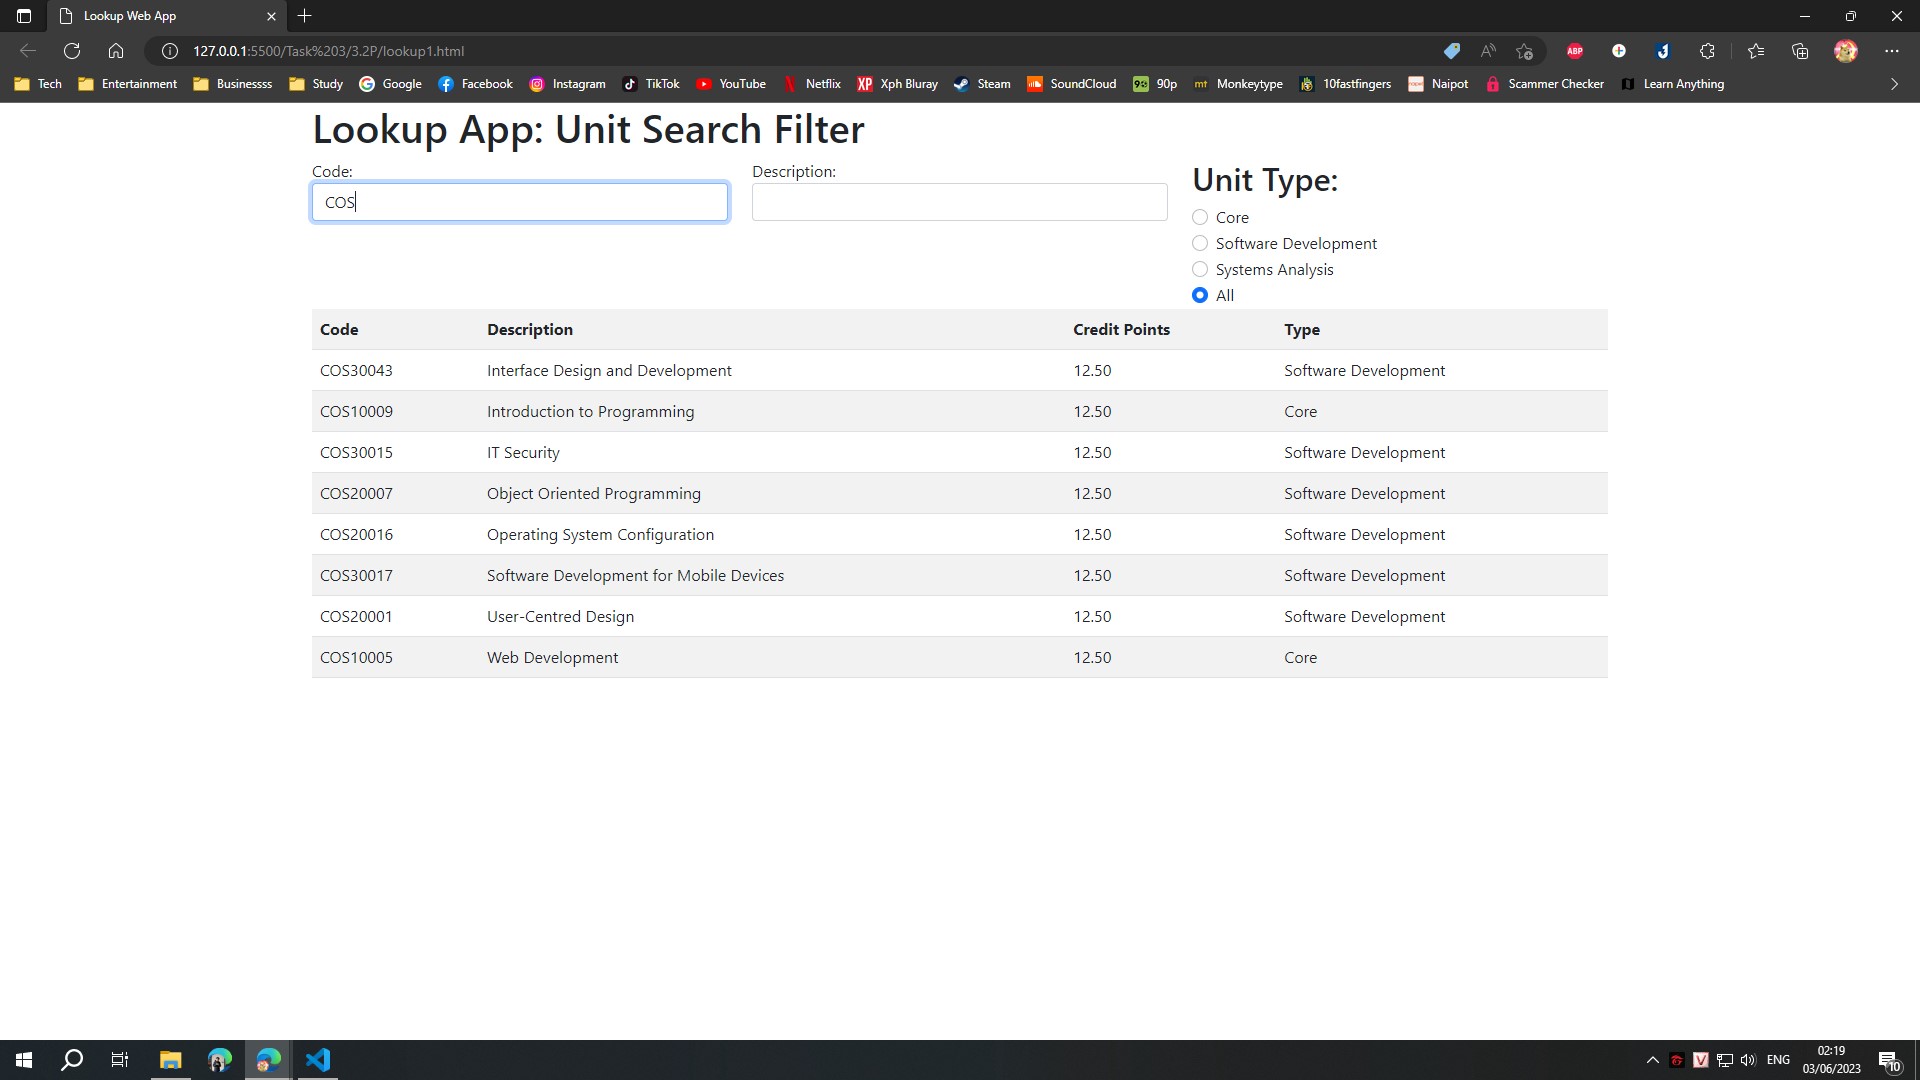 Lookup Web App
127.0.0.1:5500/Task%203/3.2P/lookup1.html
ABP
Tech Entertainment Businessss Study Google Facebook Instagram TikTok YouTube Netflix XP Xph Bluray Steam SoundCloud 90p mt Monkeytype 10fastfingers Naipot Scammer Checker Learn Anything
Lookup App: Unit Search Filter
Code:
COS
Description:
Unit Type:
Core
Software Development
Systems Analysis
All
Code Description Credit Points Type
COS30043 Interface Design and Development 12.50 Software Development
COS10009 Introduction to Programming 12.50 Core
COS30015 IT Security 12.50 Software Development
COS20007 Object Oriented Programming 12.50 Software Development
COS20016 Operating System Configuration 12.50 Software Development
COS30017 Software Development for Mobile Devices 12.50 Software Development
COS20001 User-Centred Design 12.50 Software Development
COS10005 Web Development 12.50 Core
V ENG
02:19
03/06/2023
10